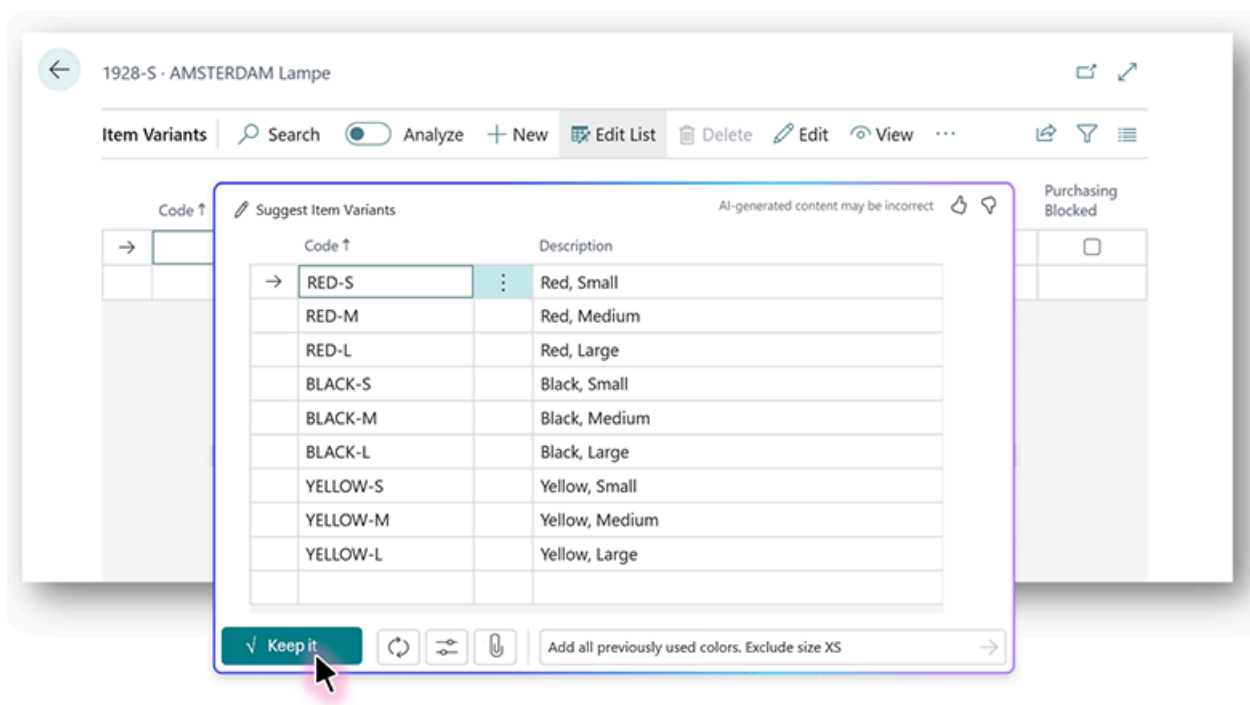 1928-S · AMSTERDAM Lampe
Item Variants Search Analyze New Edit List Delete Edit View ...
Purchasing
Blocked
Code ↑
Suggest Item Variants AI-generated content may be incorrect
Code ↑ Description
RED-S Red, Small
RED-M Red, Medium
RED-L Red, Large
BLACK-S Black, Small
BLACK-M Black, Medium
BLACK-L Black, Large
YELLOW-S Yellow, Small
YELLOW-M Yellow, Medium
YELLOW-L Yellow, Large
√ Keep it Add all previously used colors. Exclude size XS